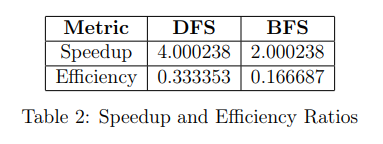 Metric DFS BFS
Speedup 4.000238 2.000238
Efficiency 0.333353 0.166687
Table 2: Speedup and Efficiency Ratios